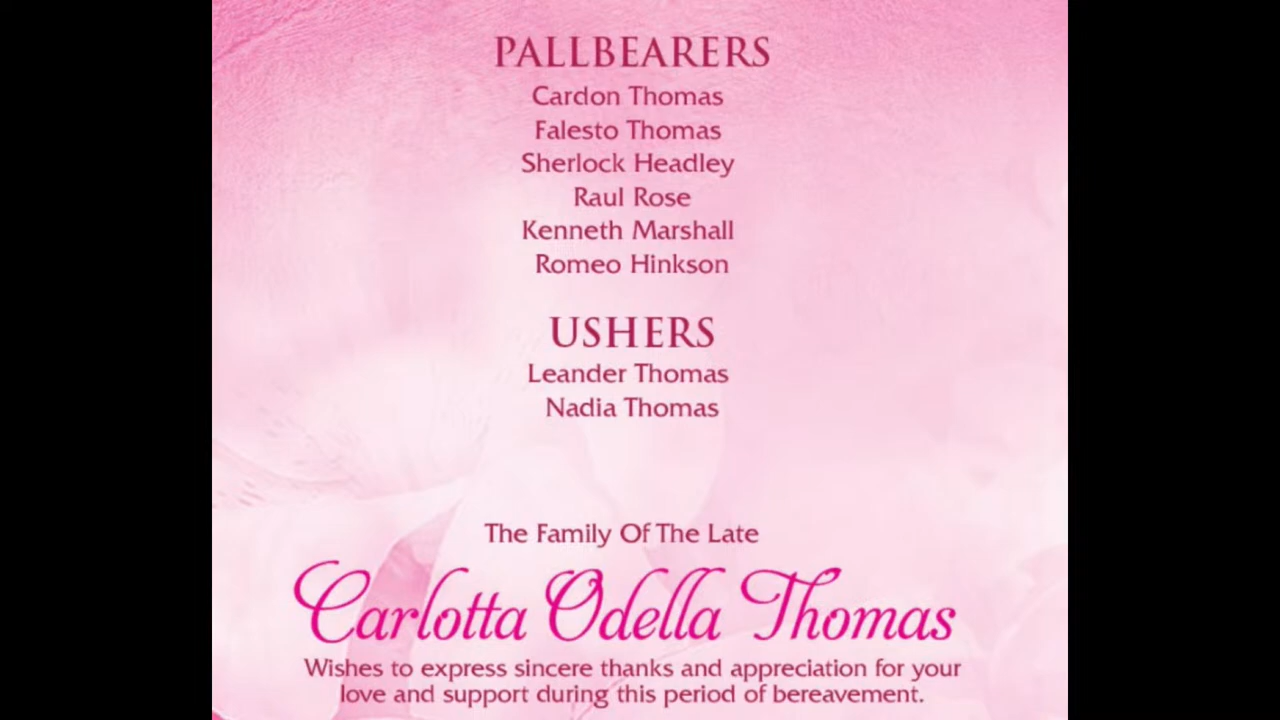 PALLBEARERS
Cardon Thomas
Falesto Thomas
Sherlock Headley
Raul Rose
Kenneth Marshall
Romeo Hinkson
USHERS
Leander Thomas
Nadia Thomas
The Family Of The Late
Carlotta Odella Thomas
Wishes to express sincere thanks and appreciation for your
love and support during this period of bereavement.